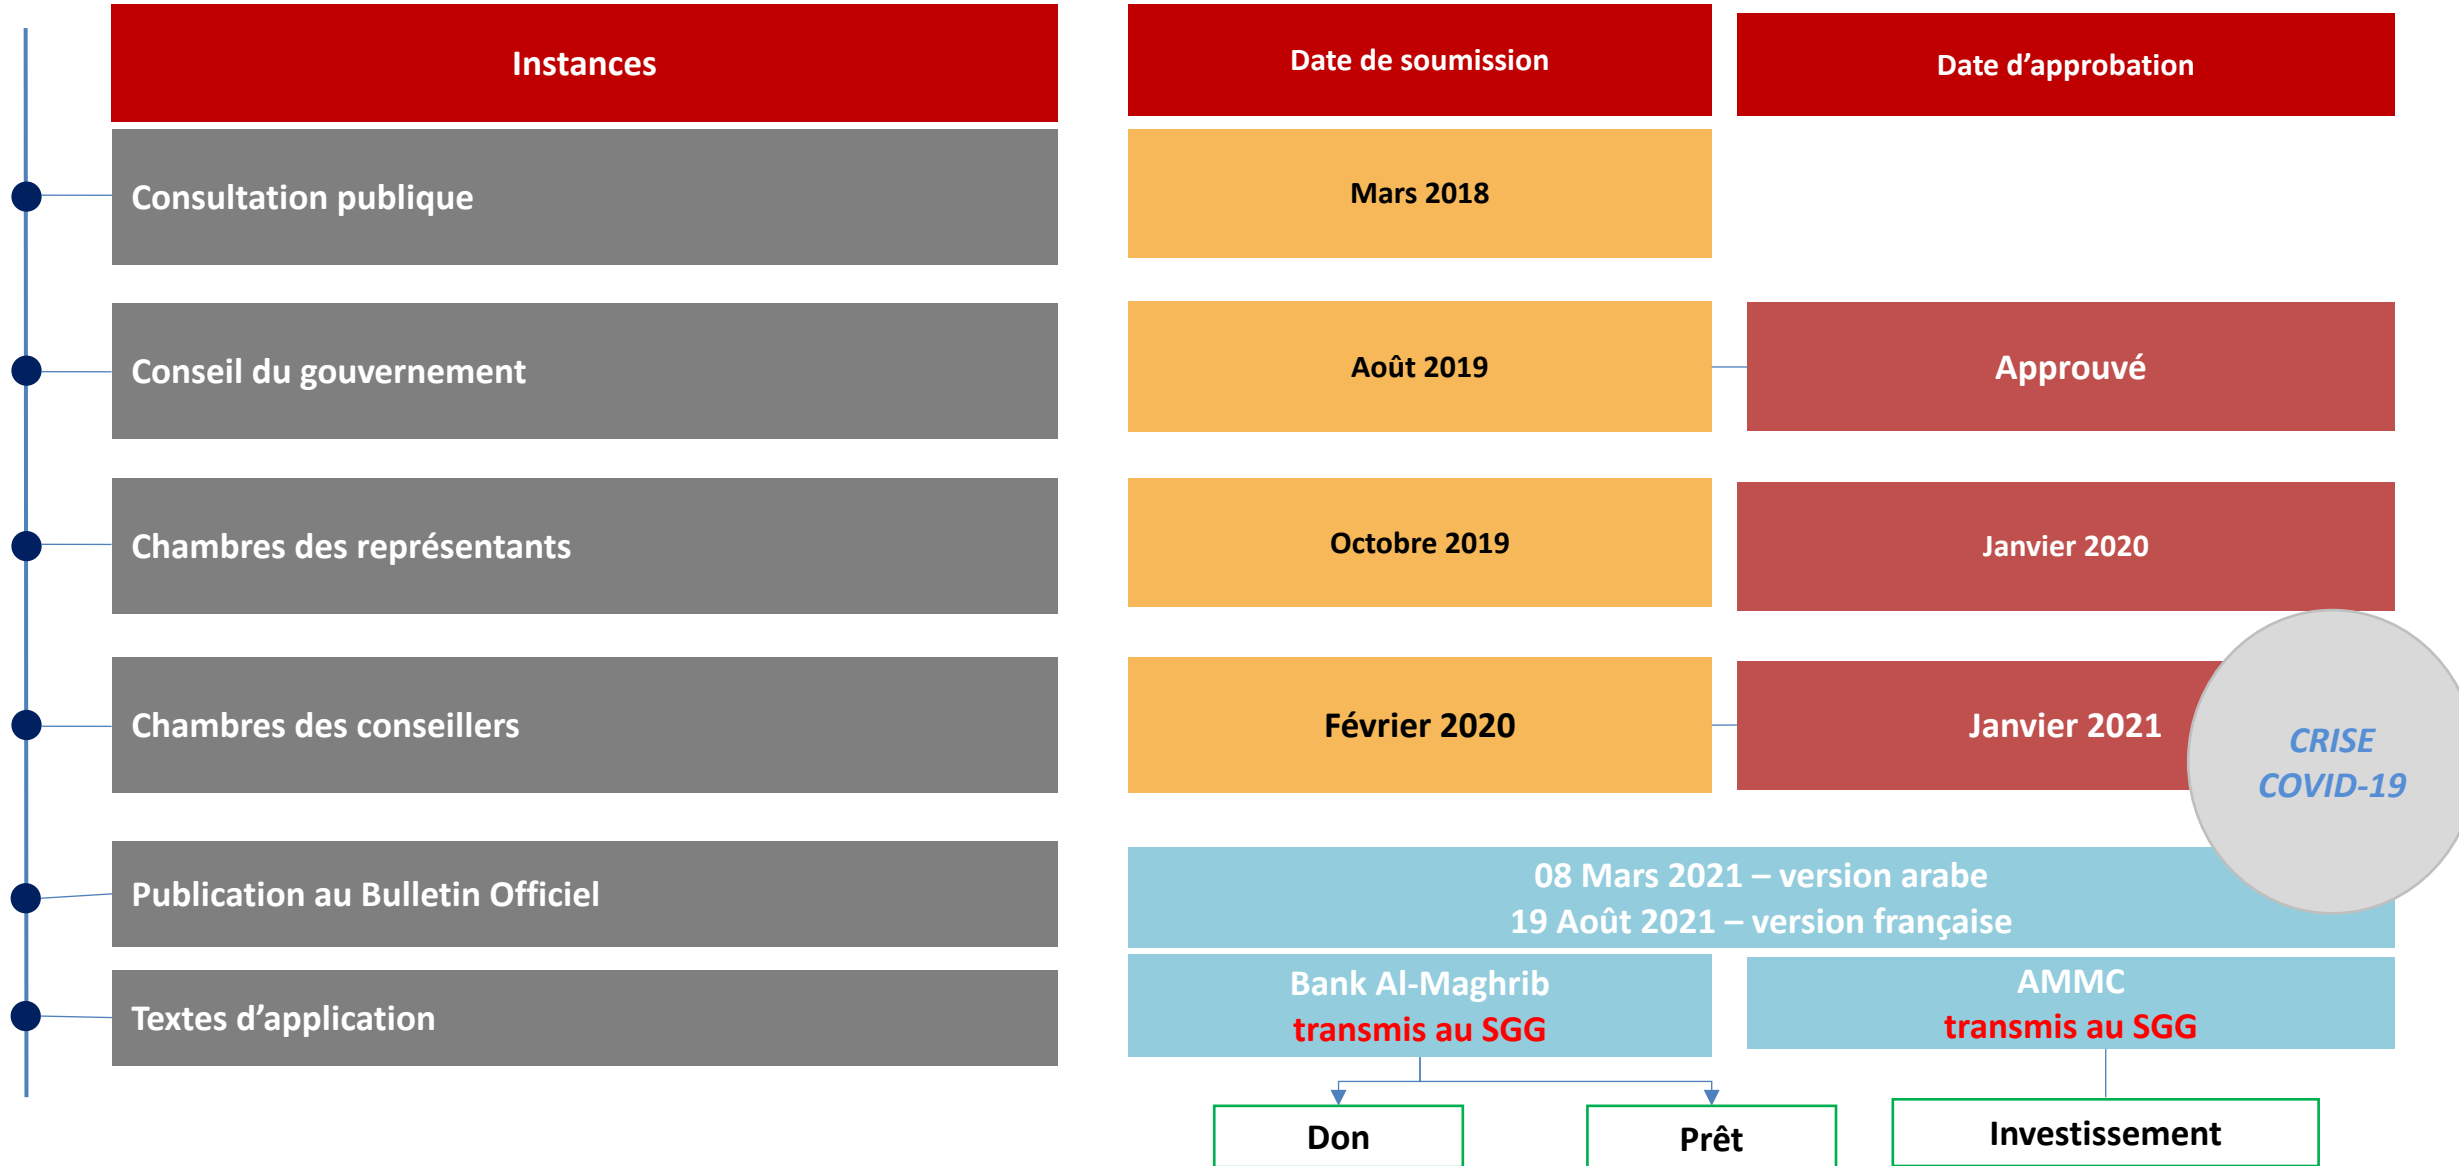 Instances
Date de soumission
Date d’approbation
Consultation publique
Mars 2018
Conseil du gouvernement
Août 2019
Approuvé
Chambres des représentants
Octobre 2019
Janvier 2020
Chambres des conseillers
Février 2020
Janvier 2021
CRISE
COVID-19
Publication au Bulletin Officiel
08 Mars 2021 – version arabe
19 Août 2021 – version française
Textes d’application
Bank Al-Maghrib
transmis au SGG
AMMC
transmis au SGG
Don
Prêt
Investissement